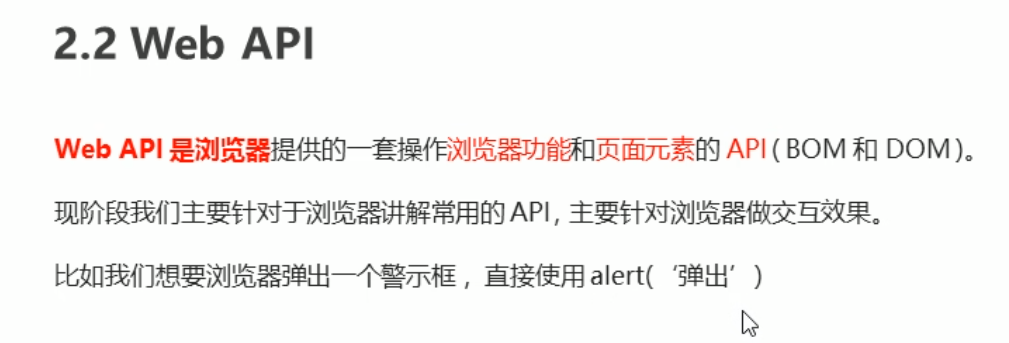 2.2 Web API
Web API 是浏览器提供的一套操作浏览器功能和页面元素的 API ( BOM 和 DOM )。
现阶段我们主要针对于浏览器讲解常用的 API , 主要针对浏览器做交互效果。
比如我们想要浏览器弹出一个警示框， 直接使用 alert(‘弹出’)